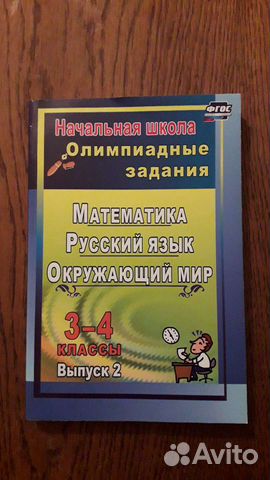 ФГОС
Начальная школа
Олимпиадные
задания
Математика
Русский язык
Окружающий мир
3–4
классы
Выпуск 2
Avito